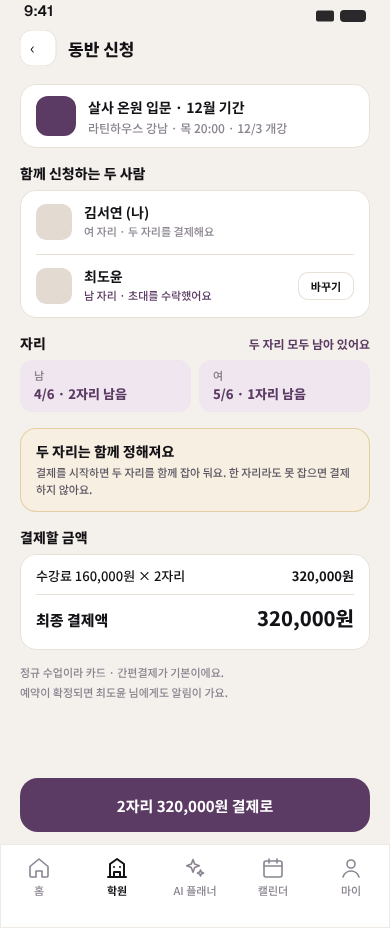 9:41
‹ 동반 신청
살사 온원 입문 · 12월 기간
라틴하우스 강남 · 목 20:00 · 12/3 개강
함께 신청하는 두 사람
김서연 (나)
여 자리 · 두 자리를 결제해요
최도윤
남 자리 · 초대를 수락했어요
바꾸기
자리
두 자리 모두 남아 있어요
남
4/6 · 2자리 남음
여
5/6 · 1자리 남음
두 자리는 함께 정해져요
결제를 시작하면 두 자리를 함께 잡아 둬요. 한 자리라도 못 잡으면 결제
하지 않아요.
결제할 금액
수강료 160,000원 × 2자리
320,000원
최종 결제액
320,000원
정규 수업이라 카드 · 간편결제가 기본이에요.
예약이 확정되면 최도윤 님에게도 알림이 가요.
2자리 320,000원 결제로
홈
학원
AI 플래너
캘린더
마이